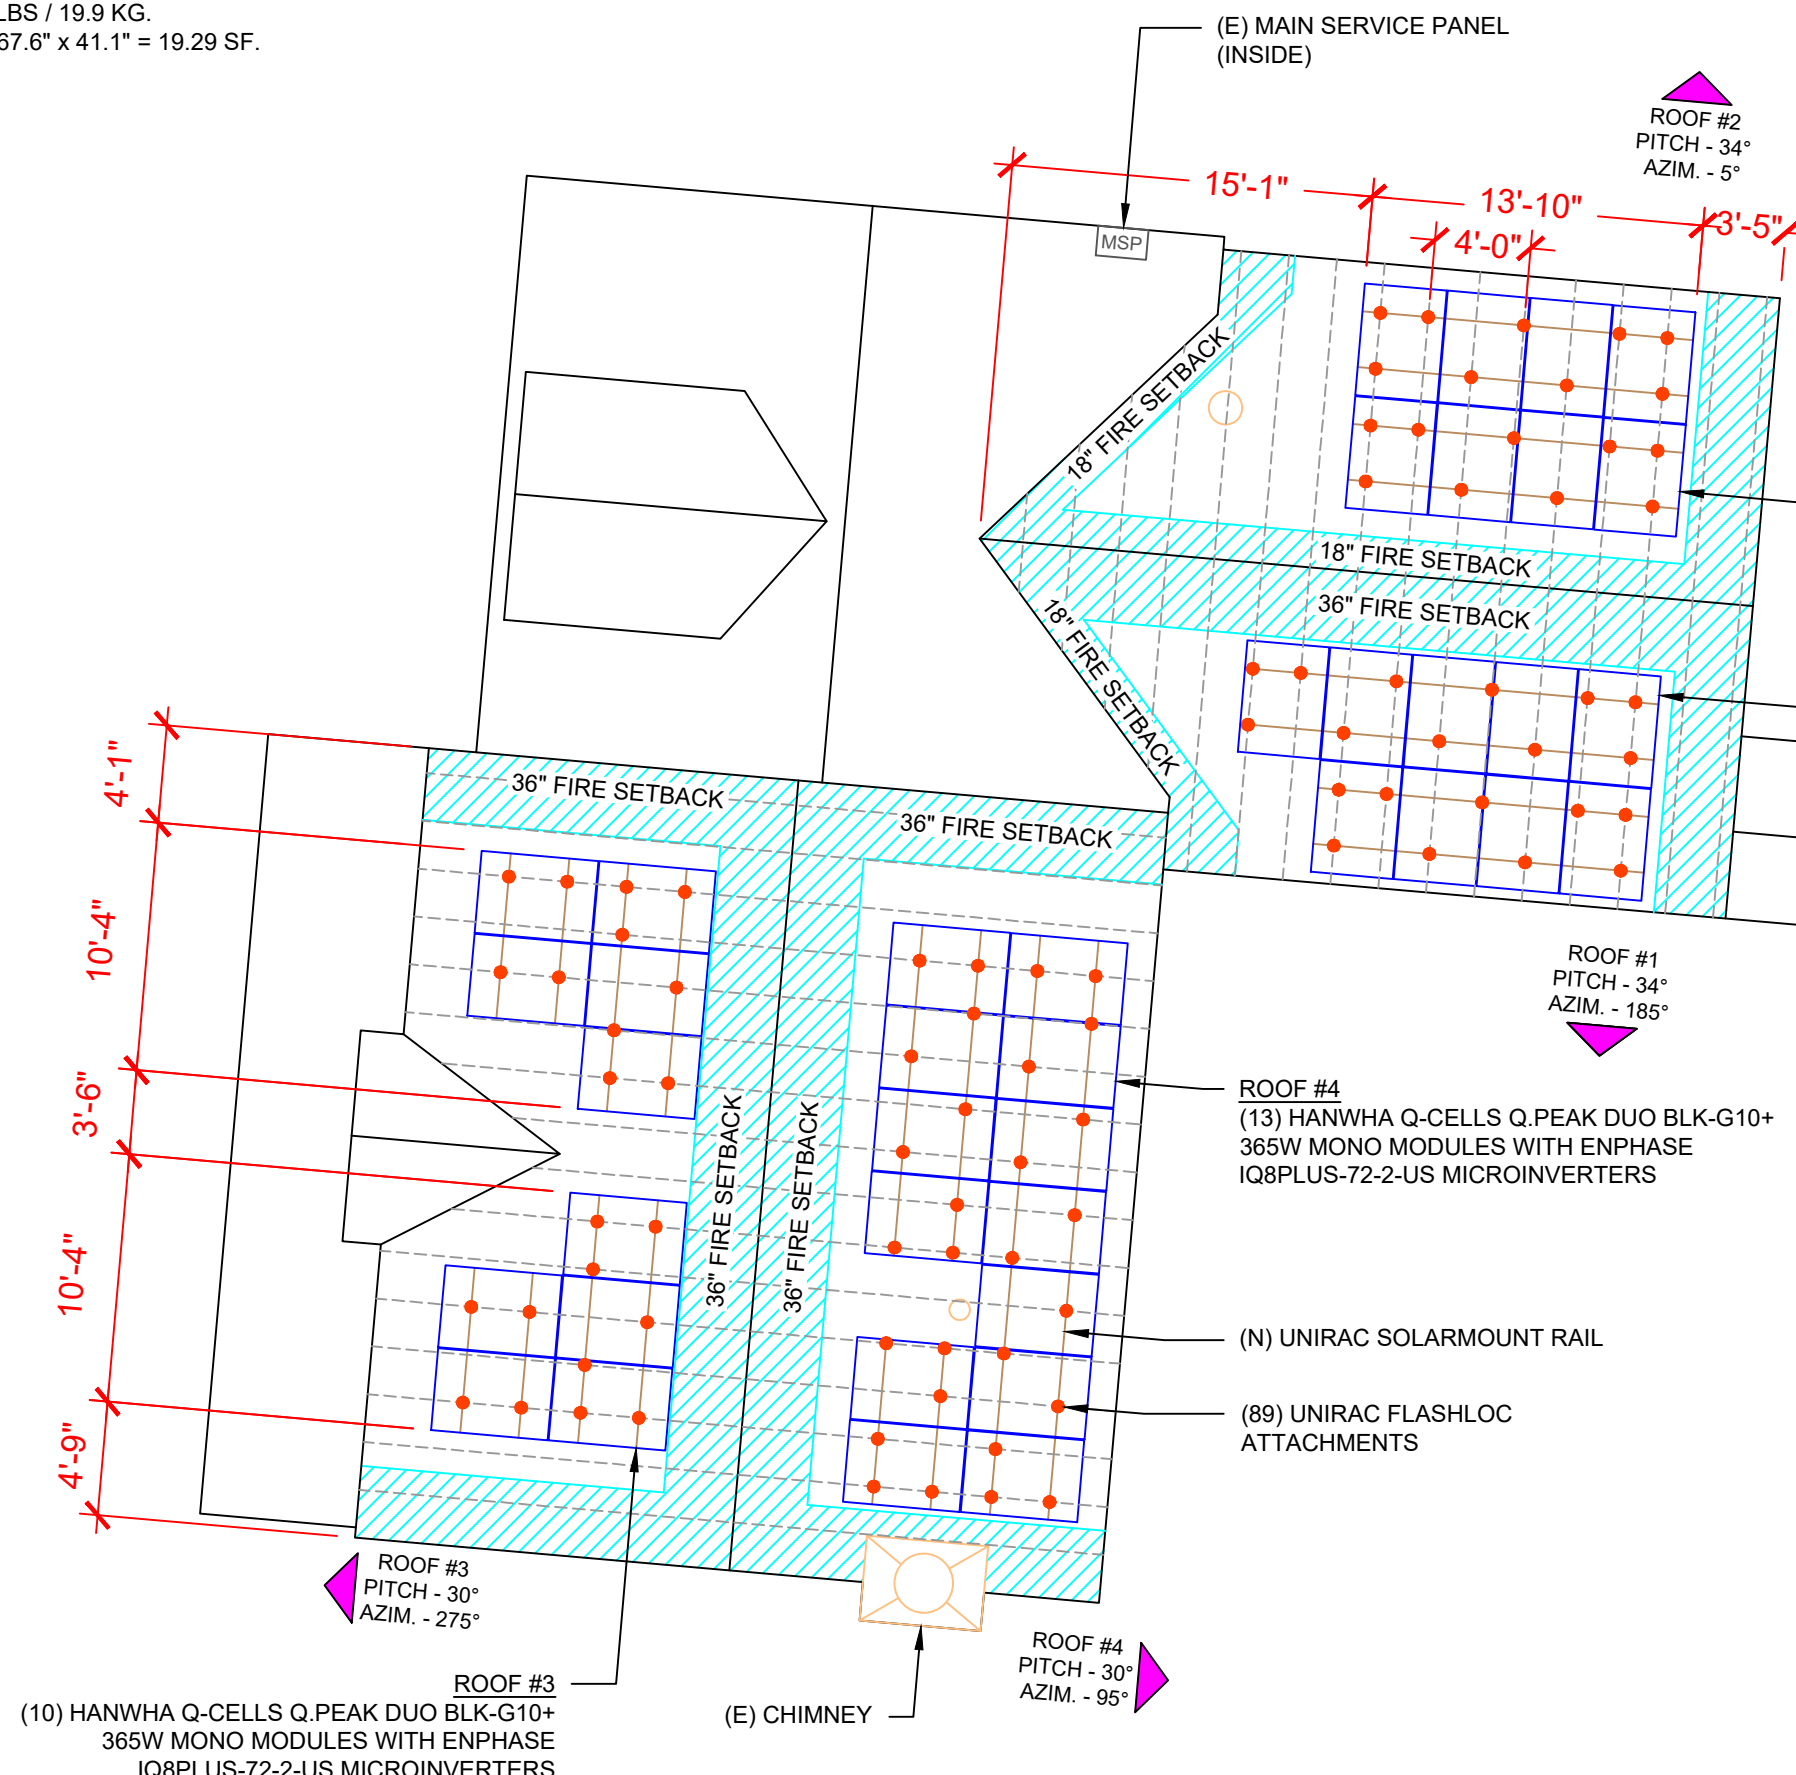 LBS / 19.9 KG.
67.6" x 41.1" = 19.29 SF.
(E) MAIN SERVICE PANEL
(INSIDE)
ROOF #2
PITCH - 34°
AZIM. - 5°
15'-1"
13'-10"
3'-5"
4'-0"
MSP
18" FIRE SETBACK
18" FIRE SETBACK
36" FIRE SETBACK
18" FIRE SETBACK
4'-1"
36" FIRE SETBACK
36" FIRE SETBACK
10'-4"
3'-6"
10'-4"
4'-9"
36" FIRE SETBACK
36" FIRE SETBACK
ROOF #1
PITCH - 34°
AZIM. - 185°
ROOF #4
(13) HANWHA Q-CELLS Q.PEAK DUO BLK-G10+
365W MONO MODULES WITH ENPHASE
IQ8PLUS-72-2-US MICROINVERTERS
(N) UNIRAC SOLARMOUNT RAIL
(89) UNIRAC FLASHLOC
ATTACHMENTS
ROOF #3
PITCH - 30°
AZIM. - 275°
ROOF #4
PITCH - 30°
AZIM. - 95°
ROOF #3
(10) HANWHA Q-CELLS Q.PEAK DUO BLK-G10+
365W MONO MODULES WITH ENPHASE
IQ8PLUS-72-2-US MICROINVERTERS
(E) CHIMNEY